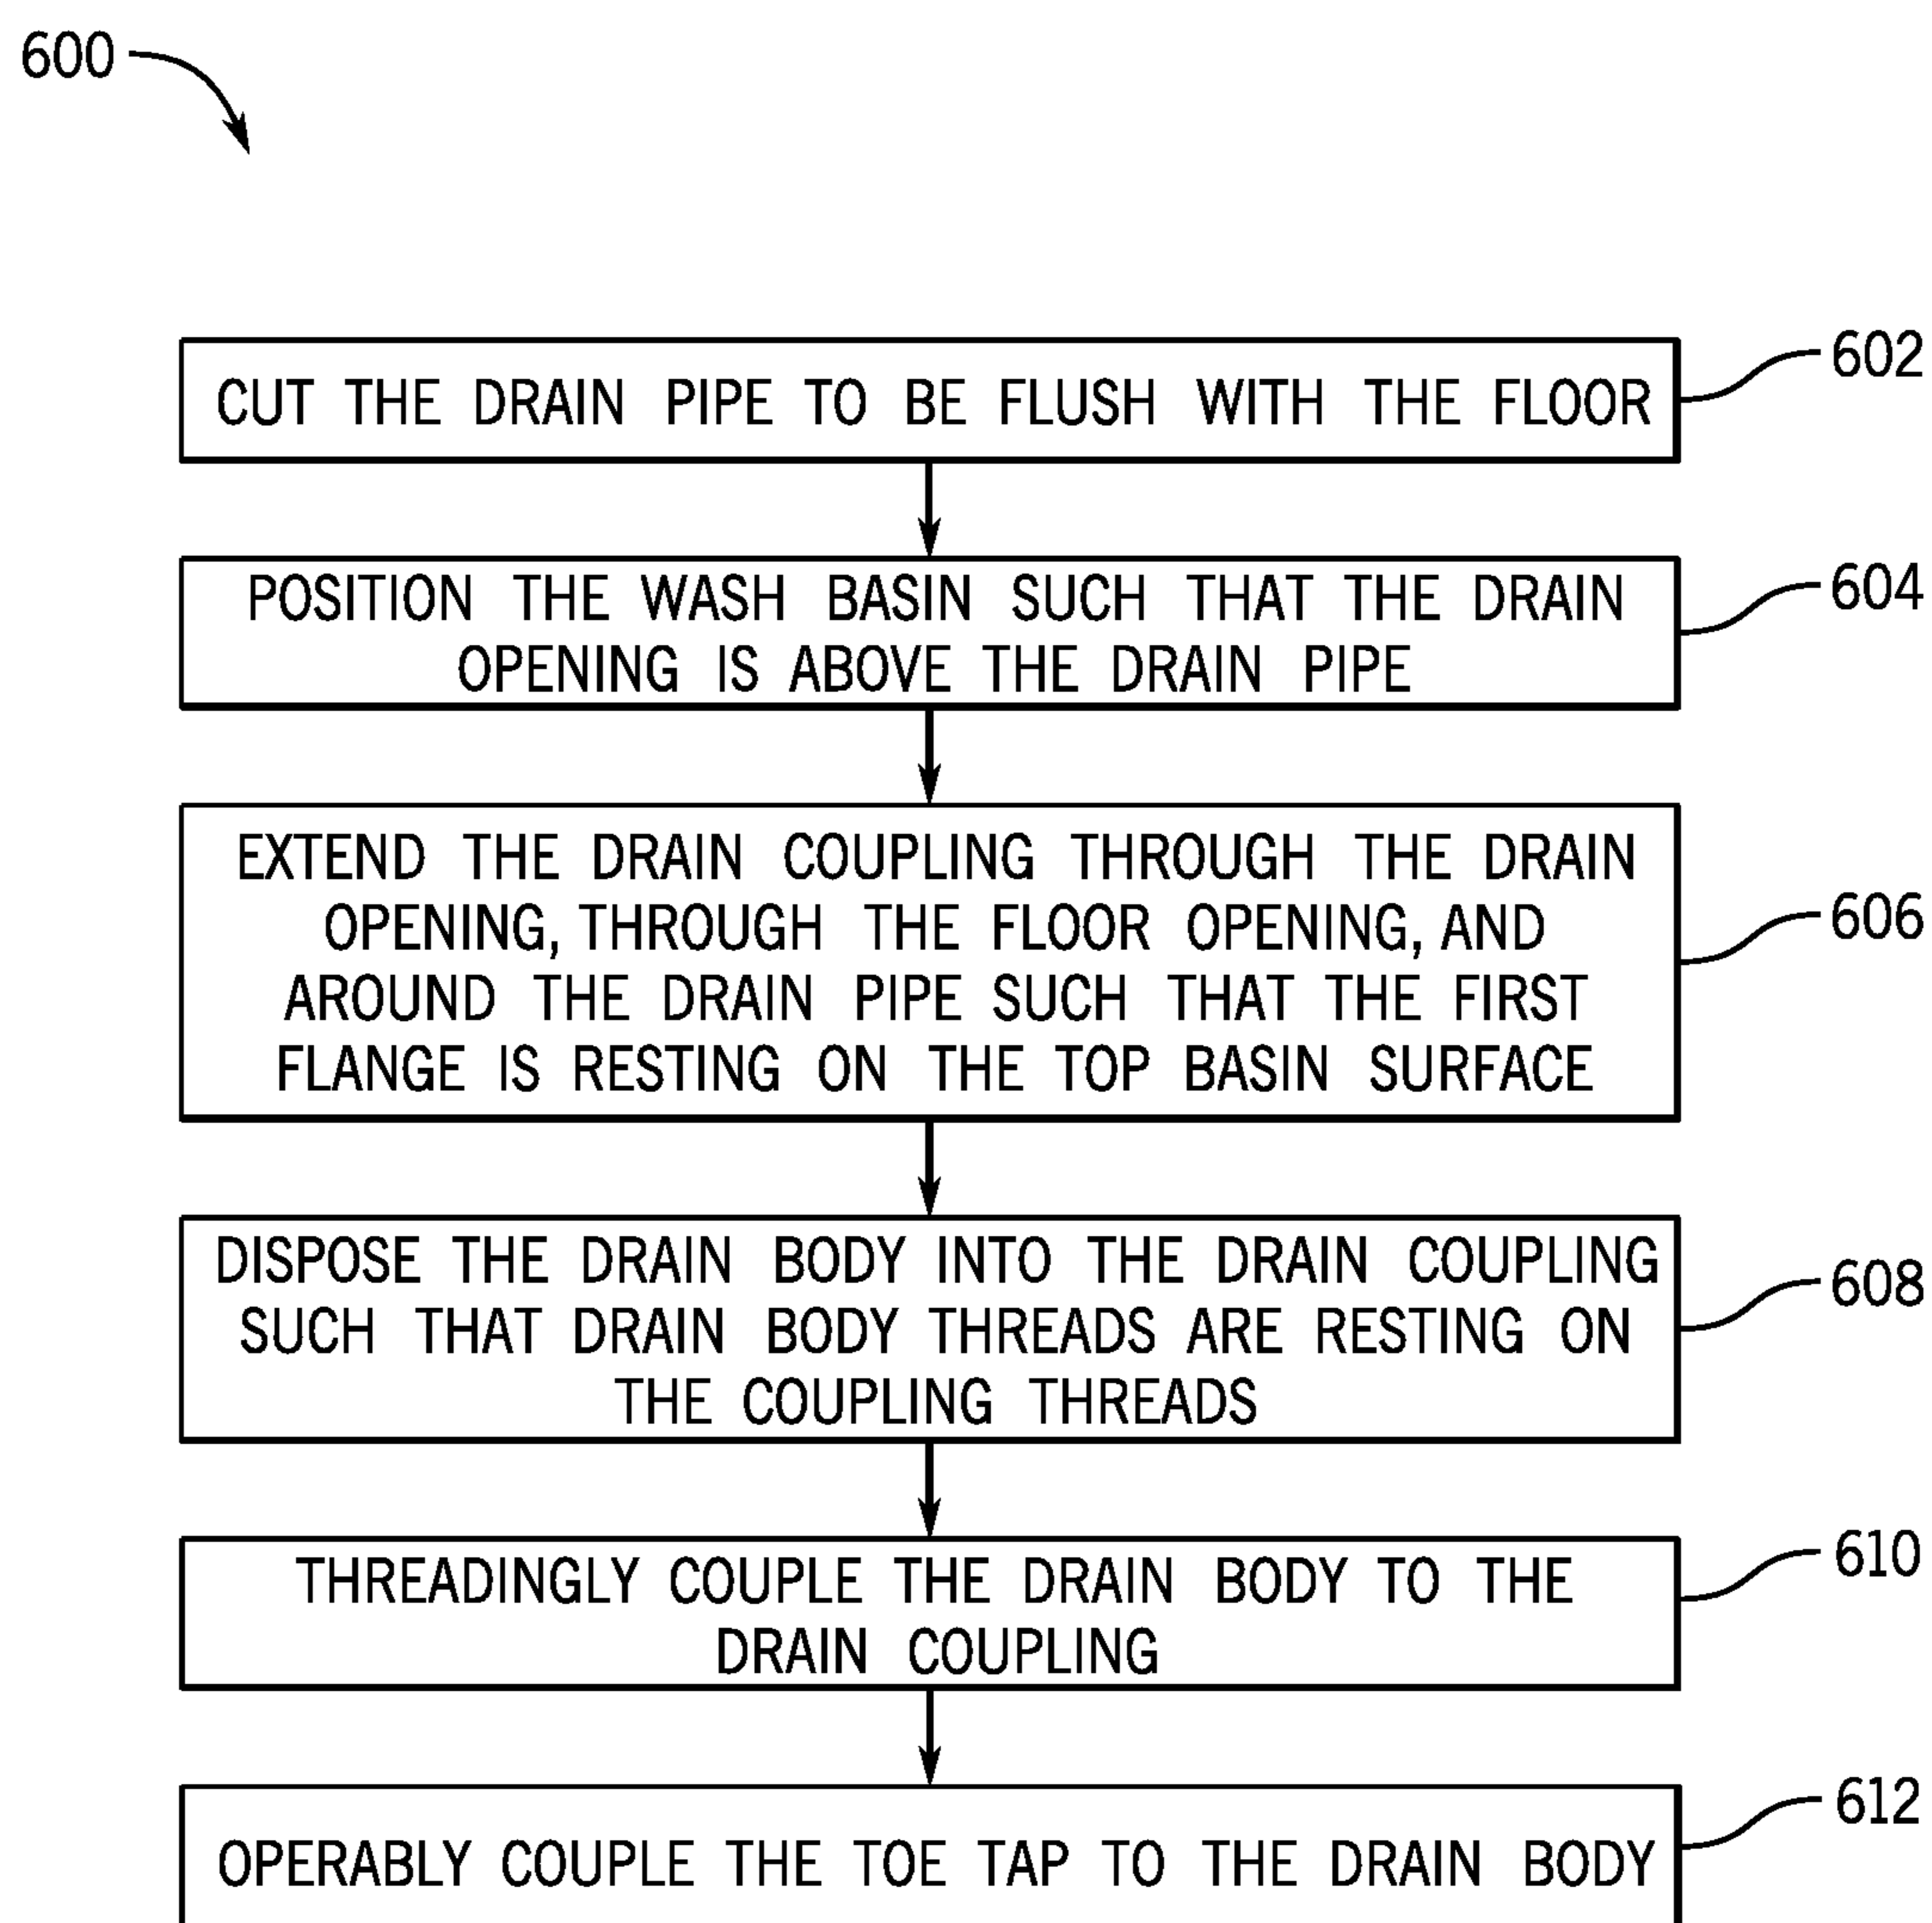 600
CUT THE DRAIN PIPE TO BE FLUSH WITH THE FLOOR
602
POSITION THE WASH BASIN SUCH THAT THE DRAIN
OPENING IS ABOVE THE DRAIN PIPE
604
EXTEND THE DRAIN COUPLING THROUGH THE DRAIN
OPENING, THROUGH THE FLOOR OPENING, AND
AROUND THE DRAIN PIPE SUCH THAT THE FIRST
FLANGE IS RESTING ON THE TOP BASIN SURFACE
606
DISPOSE THE DRAIN BODY INTO THE DRAIN COUPLING
SUCH THAT DRAIN BODY THREADS ARE RESTING ON
THE COUPLING THREADS
608
THREADINGLY COUPLE THE DRAIN BODY TO THE
DRAIN COUPLING
610
OPERABLY COUPLE THE TOE TAP TO THE DRAIN BODY
612